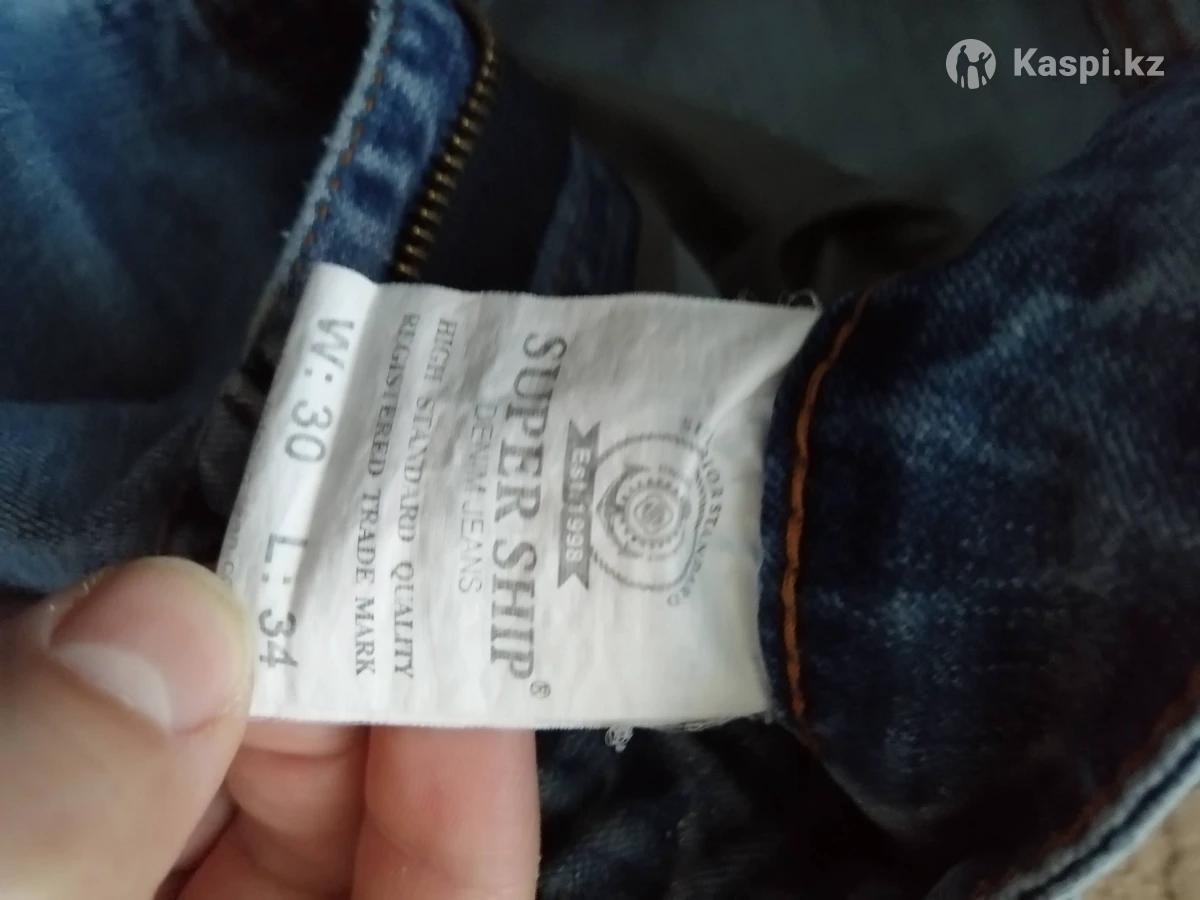 Kaspi.kz
Est.1998
SUPER SHIP®
DENIM JEANS
HIGH STANDARD QUALITY
REGISTERED TRADE MARK
W: 30 L: 34